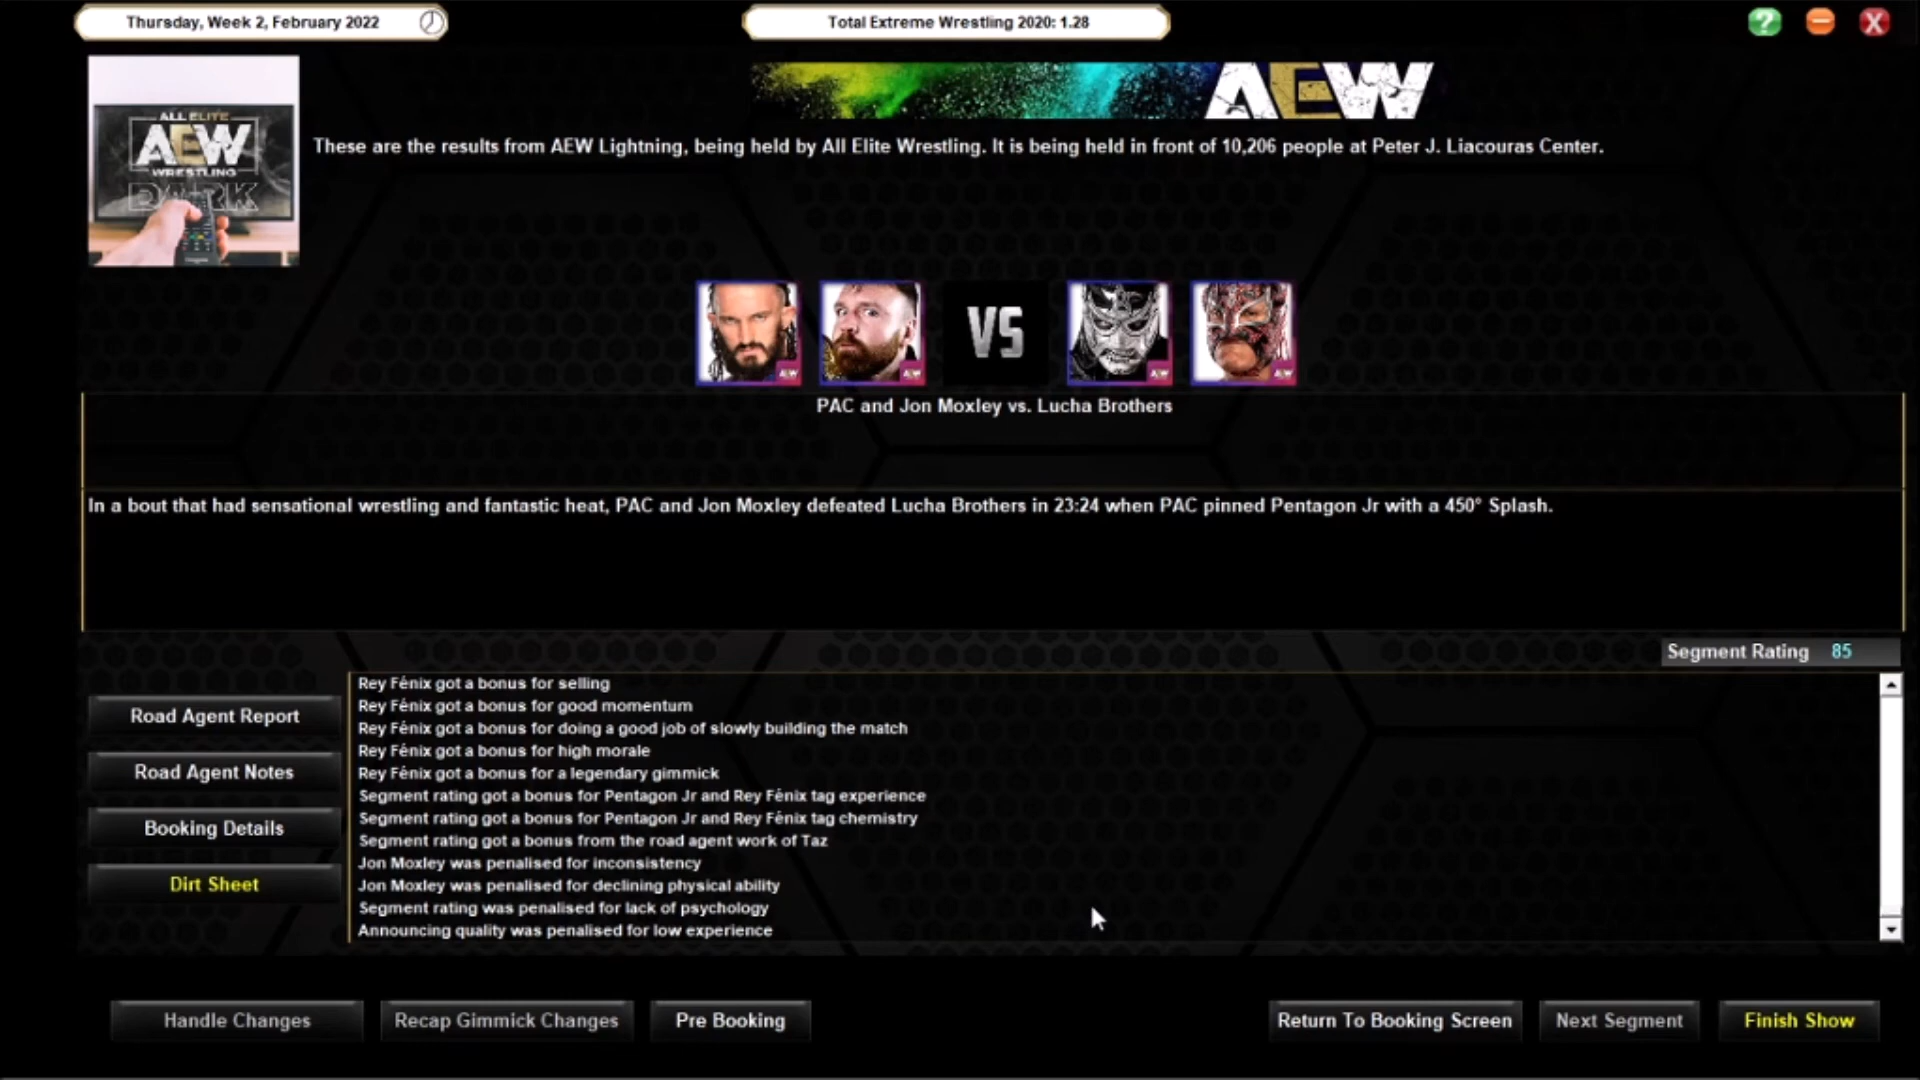 Thursday, Week 2, February 2022
Total Extreme Wrestling 2020: 1.28
?
X
AEW
ALL ELITE
AEW
WRESTLING
DARK
These are the results from AEW Lightning, being held by All Elite Wrestling. It is being held in front of 10,206 people at Peter J. Liacouras Center.
AEW
AEW
VS
AEW
AEW
PAC and Jon Moxley vs. Lucha Brothers
In a bout that had sensational wrestling and fantastic heat, PAC and Jon Moxley defeated Lucha Brothers in 23:24 when PAC pinned Pentagon Jr with a 450° Splash.
Segment Rating 85
Road Agent Report
Road Agent Notes
Booking Details
Dirt Sheet
Rey Fénix got a bonus for selling
Rey Fénix got a bonus for good momentum
Rey Fénix got a bonus for doing a good job of slowly building the match
Rey Fénix got a bonus for high morale
Rey Fénix got a bonus for a legendary gimmick
Segment rating got a bonus for Pentagon Jr and Rey Fénix tag experience
Segment rating got a bonus for Pentagon Jr and Rey Fénix tag chemistry
Segment rating got a bonus from the road agent work of Taz
Jon Moxley was penalised for inconsistency
Jon Moxley was penalised for declining physical ability
Segment rating was penalised for lack of psychology
Announcing quality was penalised for low experience
Handle Changes
Recap Gimmick Changes
Pre Booking
Return To Booking Screen
Next Segment
Finish Show